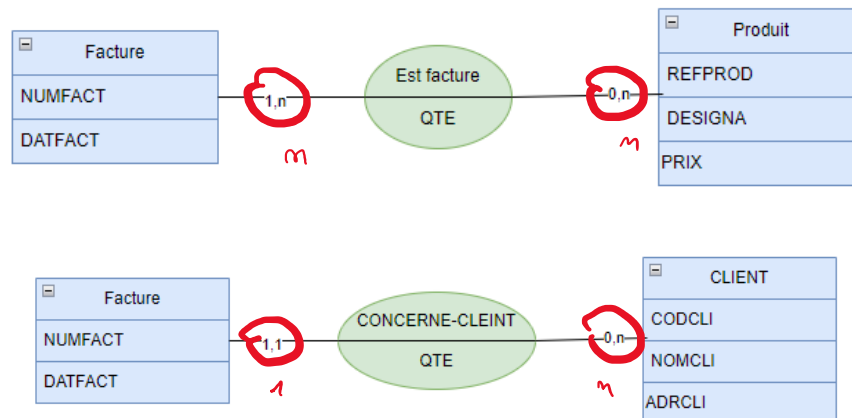 Facture
NUMFACT
DATFACT
1,n
m
Est facture
QTE
0,n
n
Produit
REFPROD
DESIGNA
PRIX
Facture
NUMFACT
DATFACT
1,1
1
CONCERNE-CLEINT
QTE
0,n
n
CLIENT
CODCLI
NOMCLI
ADRCLI